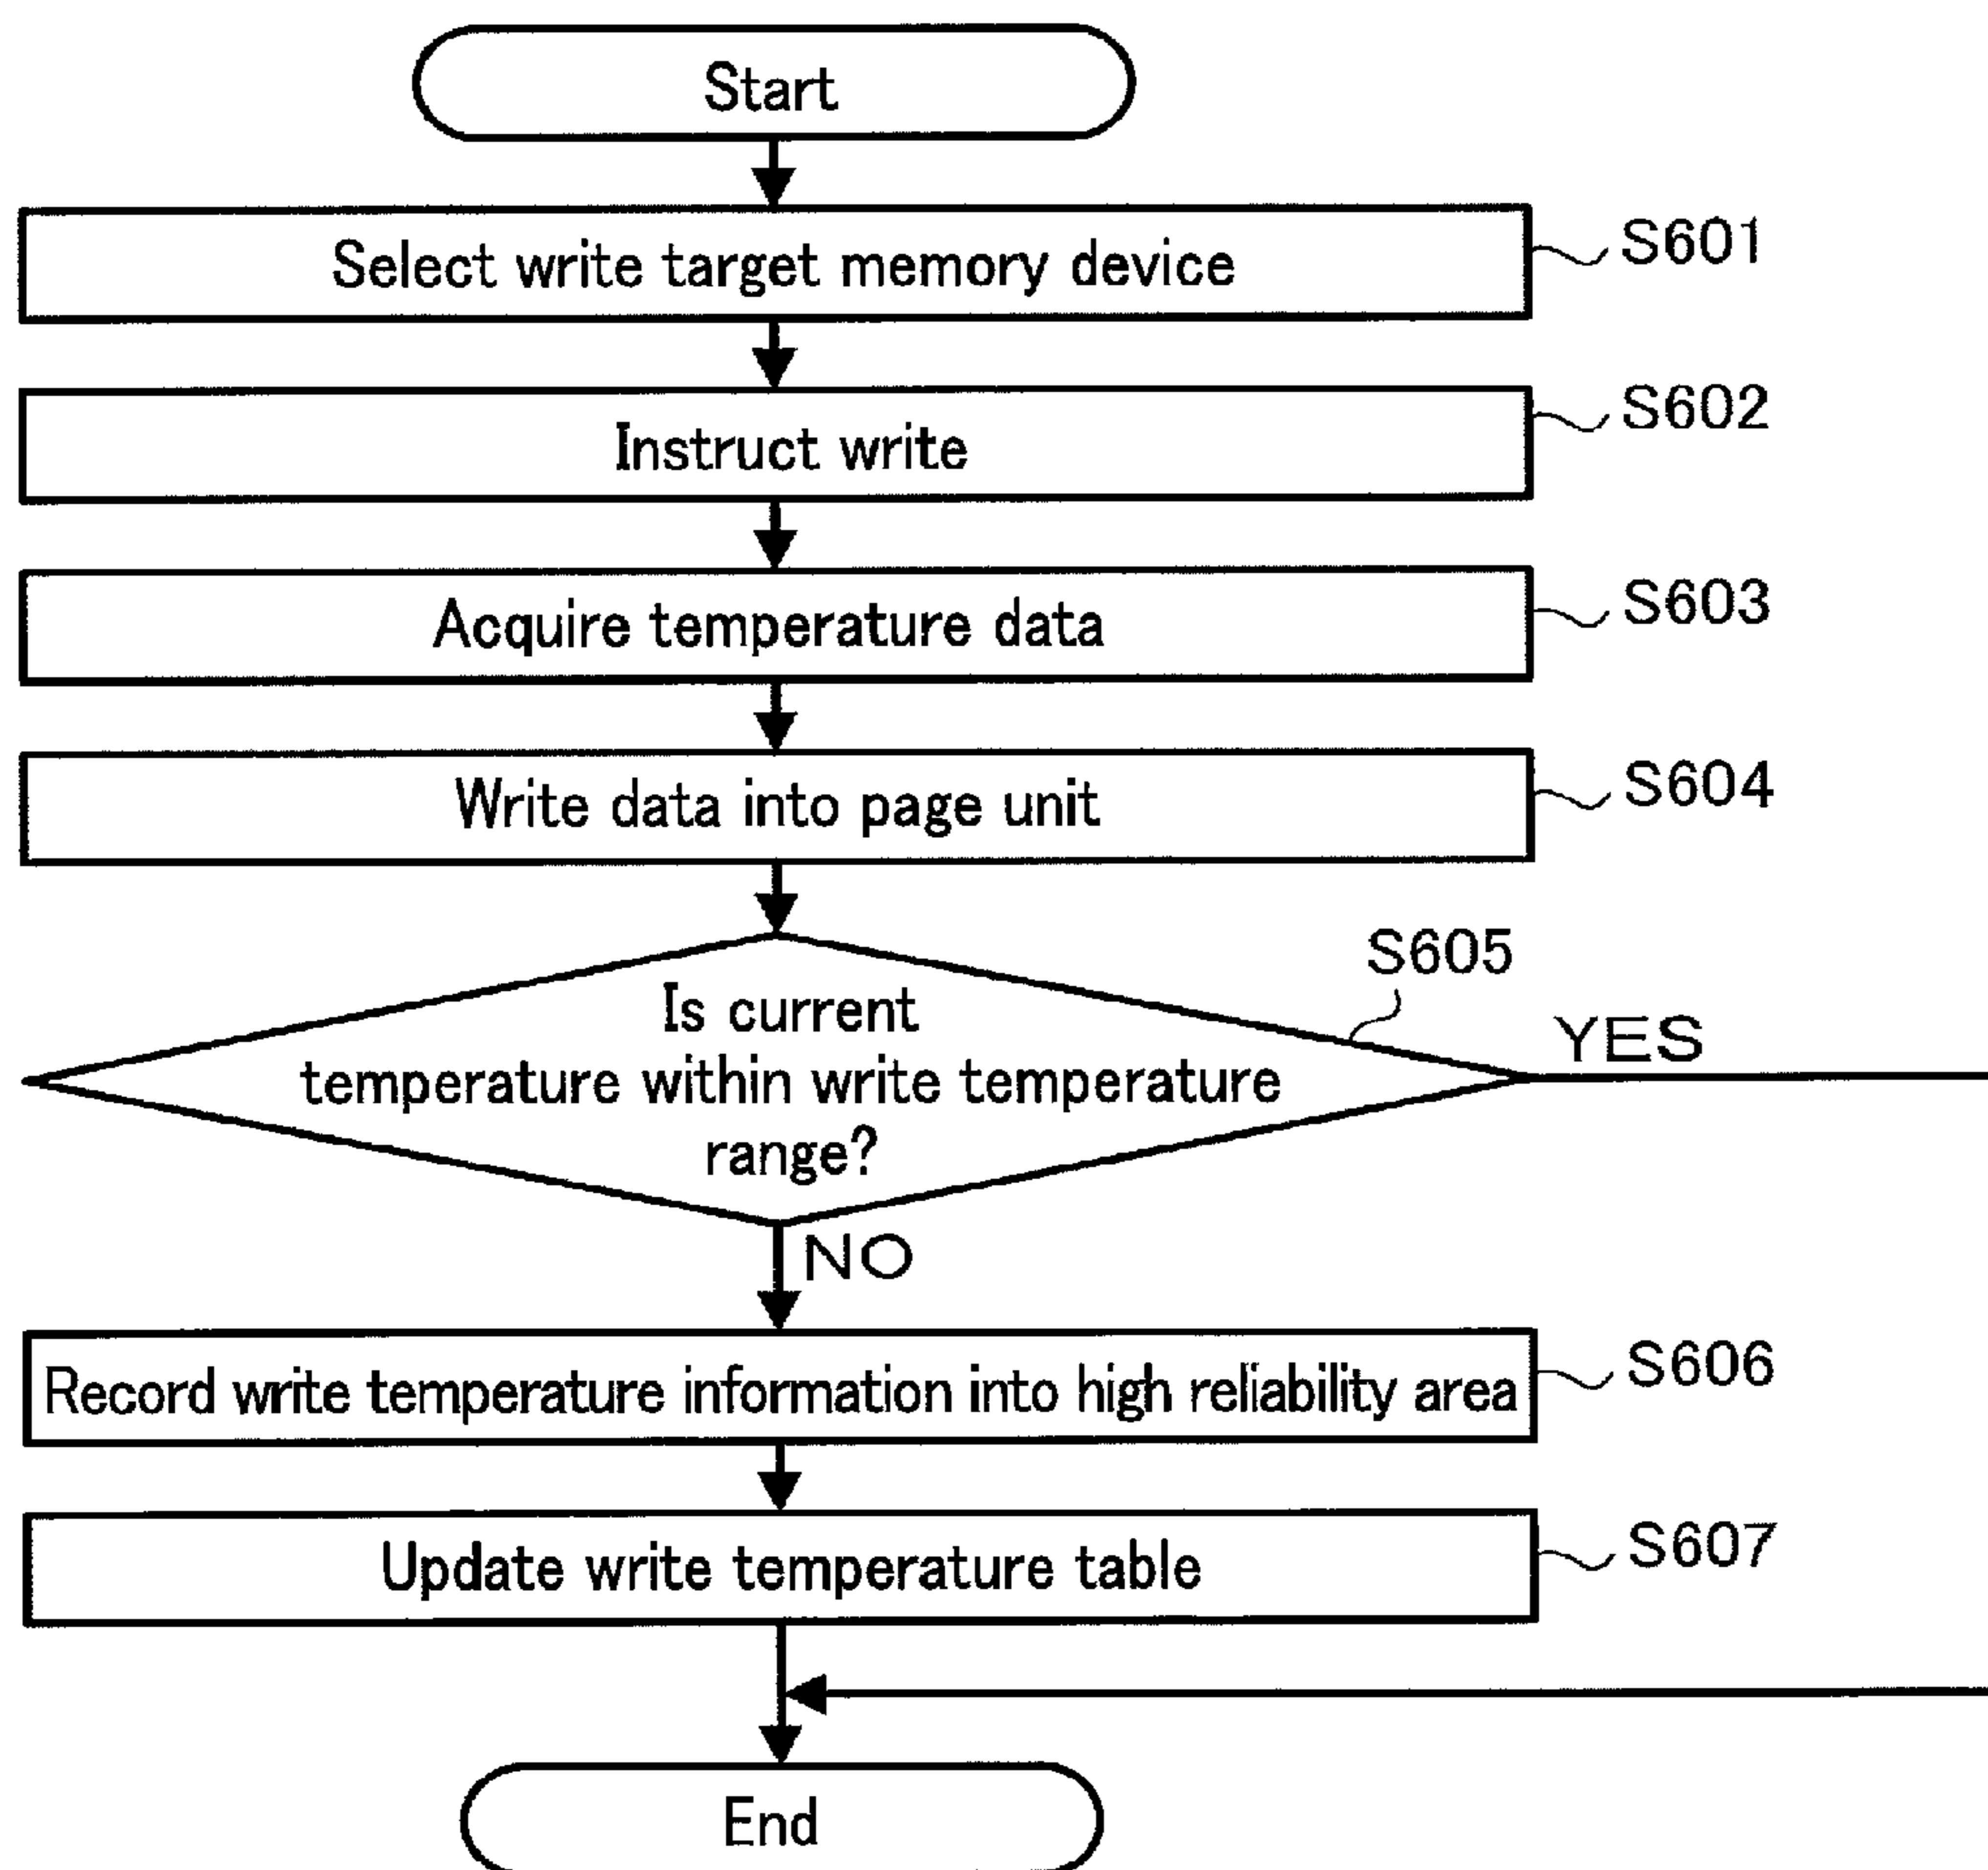 Start
Select write target memory device
S601
Instruct write
S602
Acquire temperature data
S603
Write data into page unit
S604
S605
Is current
temperature within write temperature
range?
YES
NO
Record write temperature information into high reliability area
S606
Update write temperature table
S607
End